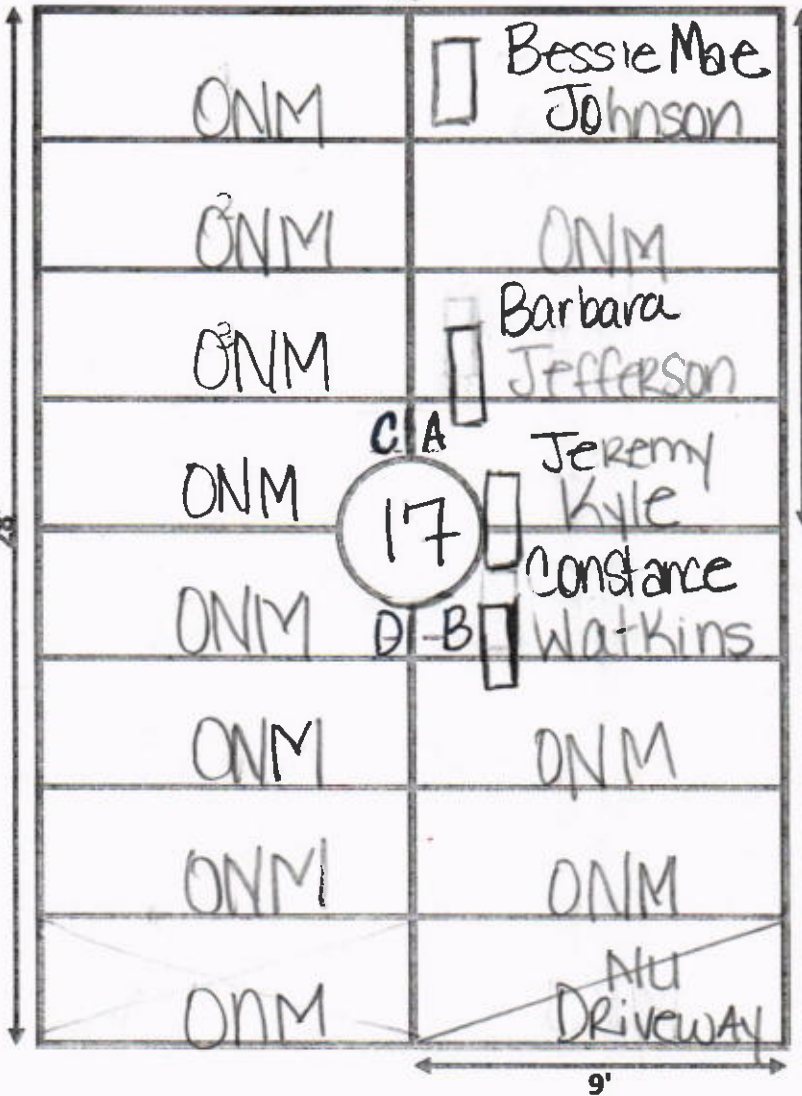 ONM
Bessie Mae
Johnson
ONM
ONM
ONM
Barbara
Jefferson
C A
ONM
Jeremy
Kyle
17
28'
ONM
Constance
Watkins
D -B
ONM
ONM
ONM
ONM
ONM
NU
DRiveway
9'